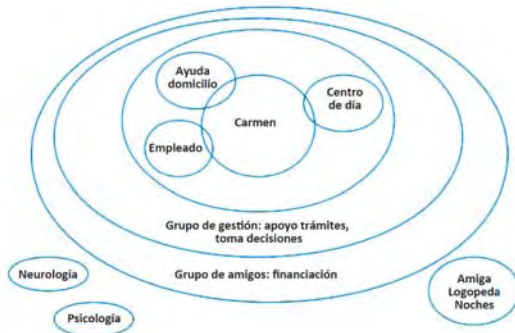 Ayuda
domicilio
Centro
de día
Carmen
Empleado
Grupo de gestión: apoyo trámites,
toma decisiones
Grupo de amigos: financiación
Neurología
Psicología
Amiga
Logopeda
Noches